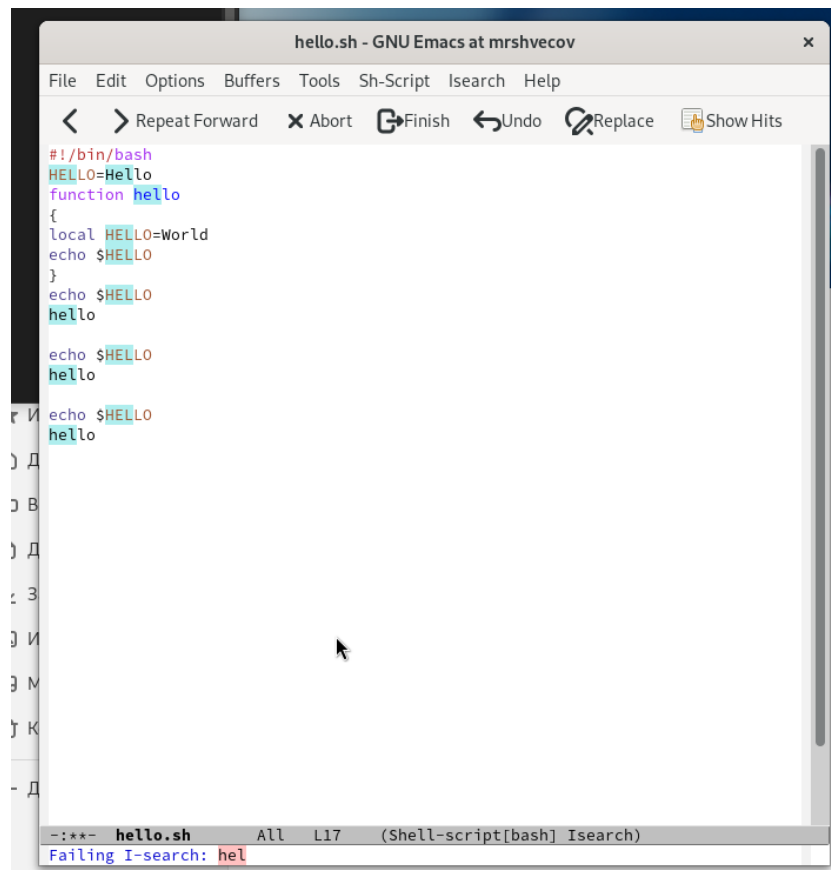 hello.sh - GNU Emacs at mrshvecov
File Edit Options Buffers Tools Sh-Script Isearch Help
Repeat Forward Abort Finish Undo Replace Show Hits
#!/bin/bash
HELLO=Hello
function hello
{
local HELLO=World
echo $HELLO
}
echo $HELLO
hello
echo $HELLO
hello
И
echo $HELLO
hello
Д
В
Д
З
И
М
К
Д
-:**- hello.sh All L17 (Shell-script[bash] Isearch)
Failing I-search: hel